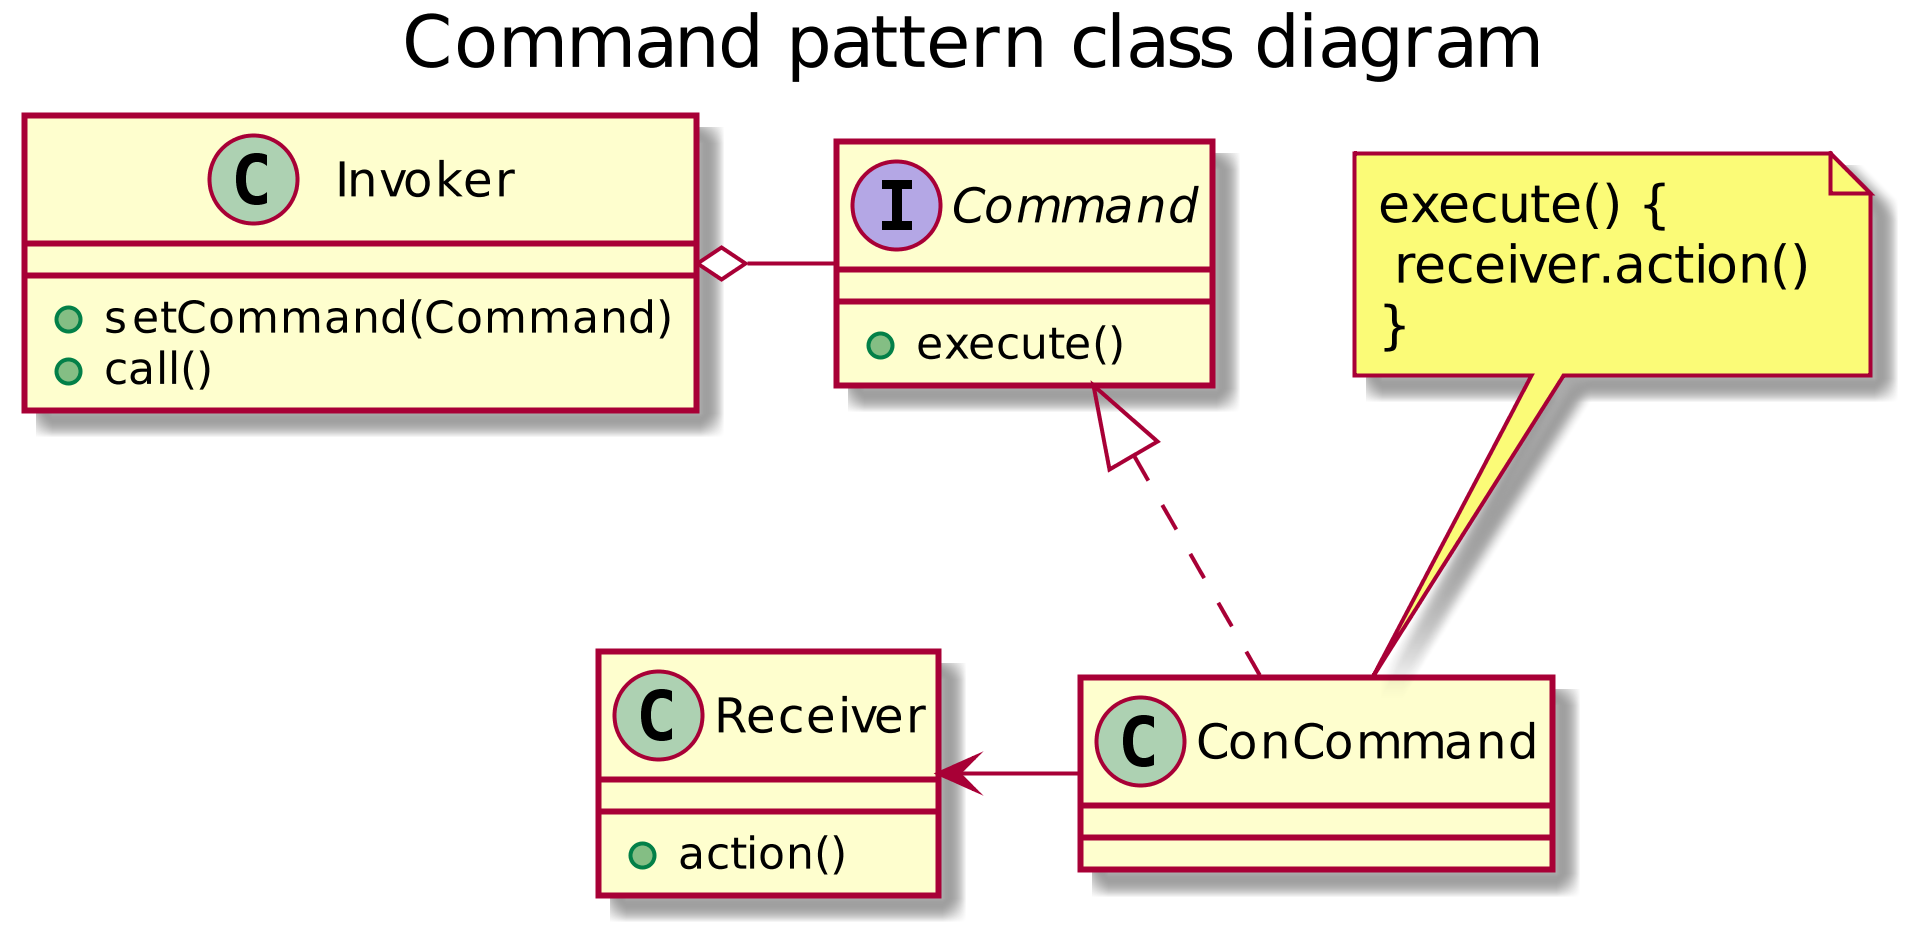 Command pattern class diagram
C Invoker
setCommand(Command)
call()
I Command
execute()
execute() {
receiver.action()
}
C Receiver
action()
C ConCommand